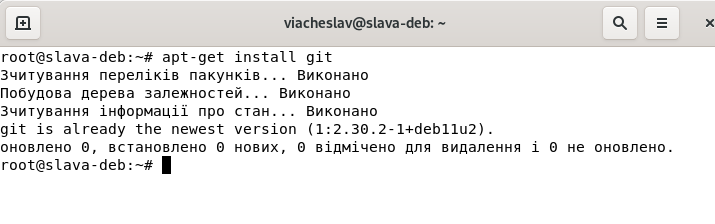 viacheslav@slava-deb: ~
root@slava-deb:~# apt-get install git
Зчитування переліків пакунків... Виконано
Побудова дерева залежностей... Виконано
Зчитування інформації про стан... Виконано
git is already the newest version (1:2.30.2-1+deb11u2).
оновлено 0, встановлено 0 нових, 0 відмічено для видалення і 0 не оновлено.
root@slava-deb:~#